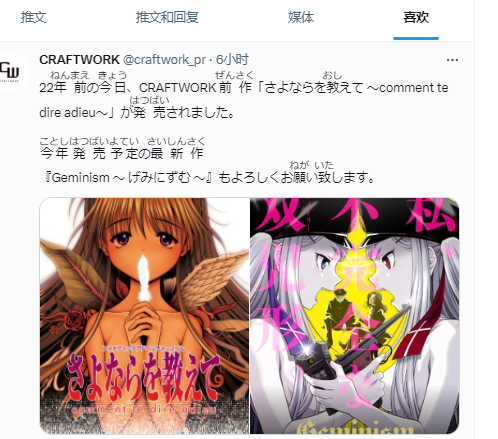 推文
推文和回复
媒体
喜欢
CRAFTWORK @craftwork_pr · 6小时
ねんまえ きょう ぜんさく おし
22年前の今日、CRAFTWORK前作「さよならを教えて ～comment te
はつばい
dire adieu～」が発売されました。
ことしはつばいよてい さいしんさく
今年発売予定の最新作
ねが いた
『Geminism ～げみにずむ～』もよろしくお願い致します。
さよならを教えて
comment te dire adieu
私
不完全な
双児形。
Geminism